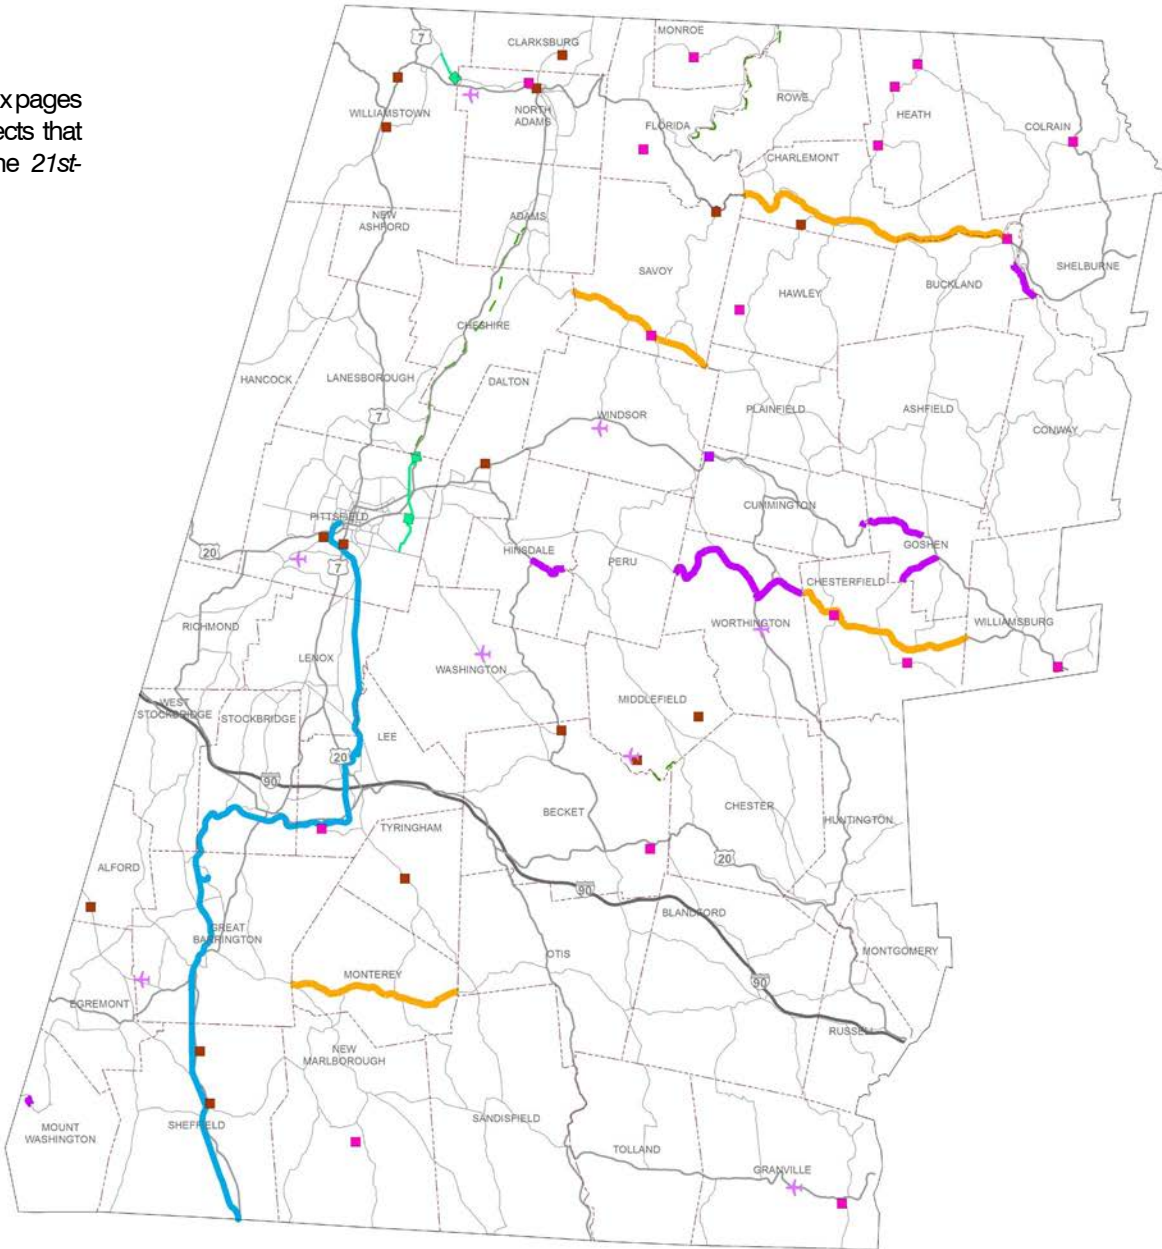 x pages
ects that
ne 21st-
7
CLARKSBURG
MONROE
WILLIAMSTOWN
NORTH
ADAMS
FLORIDA
ROWE
HEATH
COLRAIN
CHARLEMONT
NEW
ASHFORD
ADAMS
SAVOY
HAWLEY
BUCKLAND
SHELBURNE
CHESHIRE
HANCOCK
LANESBOROUGH
DALTON
7
WINDSOR
PLAINFIELD
ASHFIELD
CONWAY
CUMMINGTON
PITTSFIELD
20
7
HINSDALE
PERU
GOSHEN
CHESTERFIELD
RICHMOND
WORTHINGTON
WILLIAMSBURG
LENOX
WASHINGTON
MIDDLEFIELD
WEST
STOCKBRIDGE
STOCKBRIDGE
LEE
20
90
BECKET
CHESTER
HUNTINGTON
TYRINGHAM
20
ALFORD
90
BLANDFORD
GREAT
BARRINGTON
OTIS
MONTGOMERY
MONTEREY
90
EGREMONT
RUSSELL
NEW
MARLBOROUGH
MOUNT
WASHINGTON
SHEFFIELD
SANDISFIELD
TOLLAND
GRANVILLE